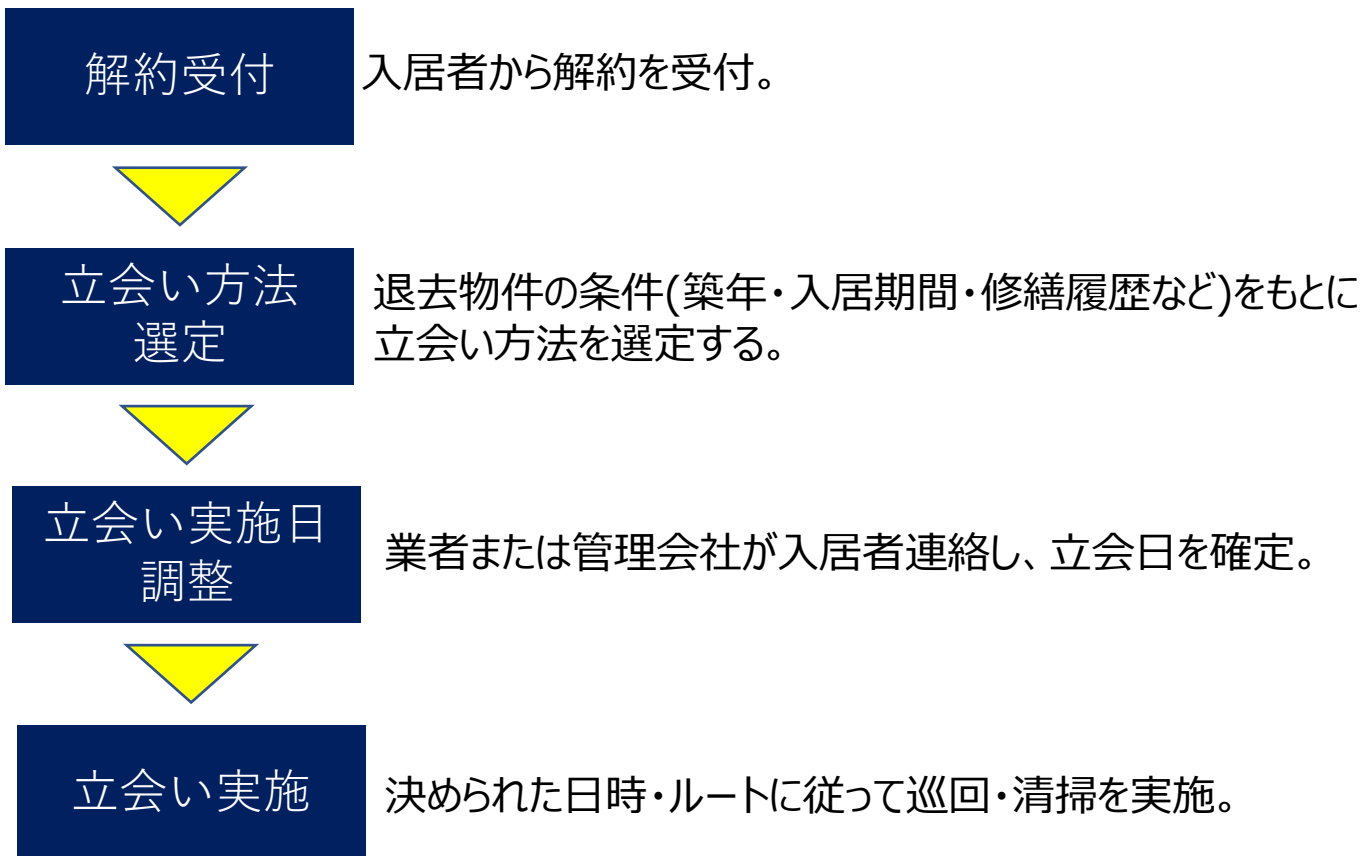 解約受付
入居者から解約を受付。
立会い方法
選定
退去物件の条件(築年・入居期間・修繕履歴など)をもとに
立会い方法を選定する。
立会い実施日
調整
業者または管理会社が入居者連絡し、立会日を確定。
立会い実施
決められた日時・ルートに従って巡回・清掃を実施。